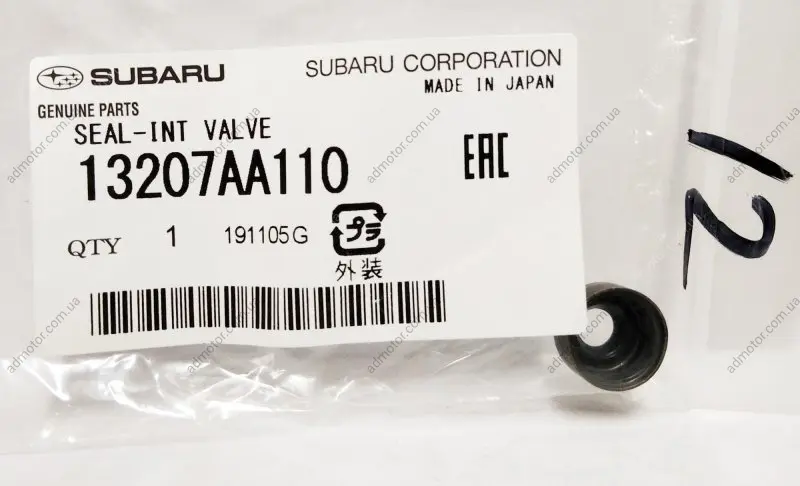 SUBARU
SUBARU CORPORATION
MADE IN JAPAN
GENUINE PARTS
SEAL-INT VALVE
13207AA110
EAC
QTY 1 191105G
プラ
外装
12
admotor.com.ua